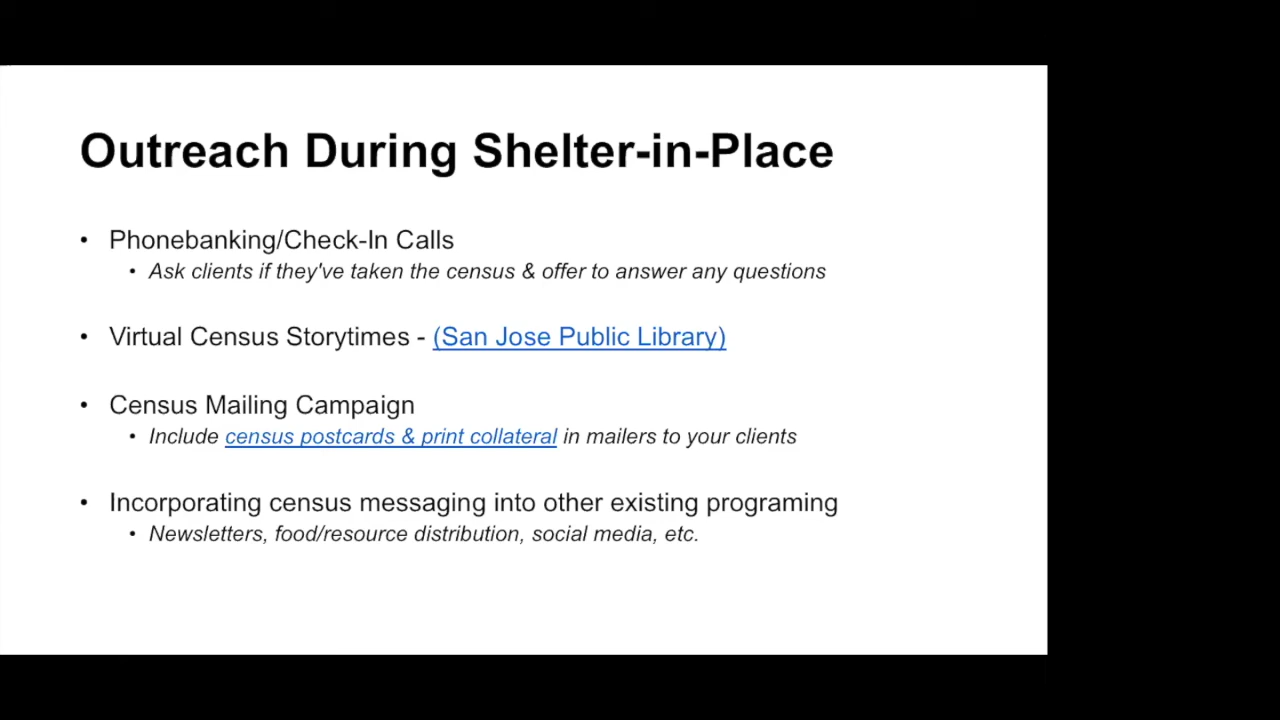 Outreach During Shelter-in-Place
• Phonebanking/Check-In Calls
• Ask clients if they've taken the census & offer to answer any questions
• Virtual Census Storytimes - (San Jose Public Library)
• Census Mailing Campaign
• Include census postcards & print collateral in mailers to your clients
• Incorporating census messaging into other existing programing
• Newsletters, food/resource distribution, social media, etc.